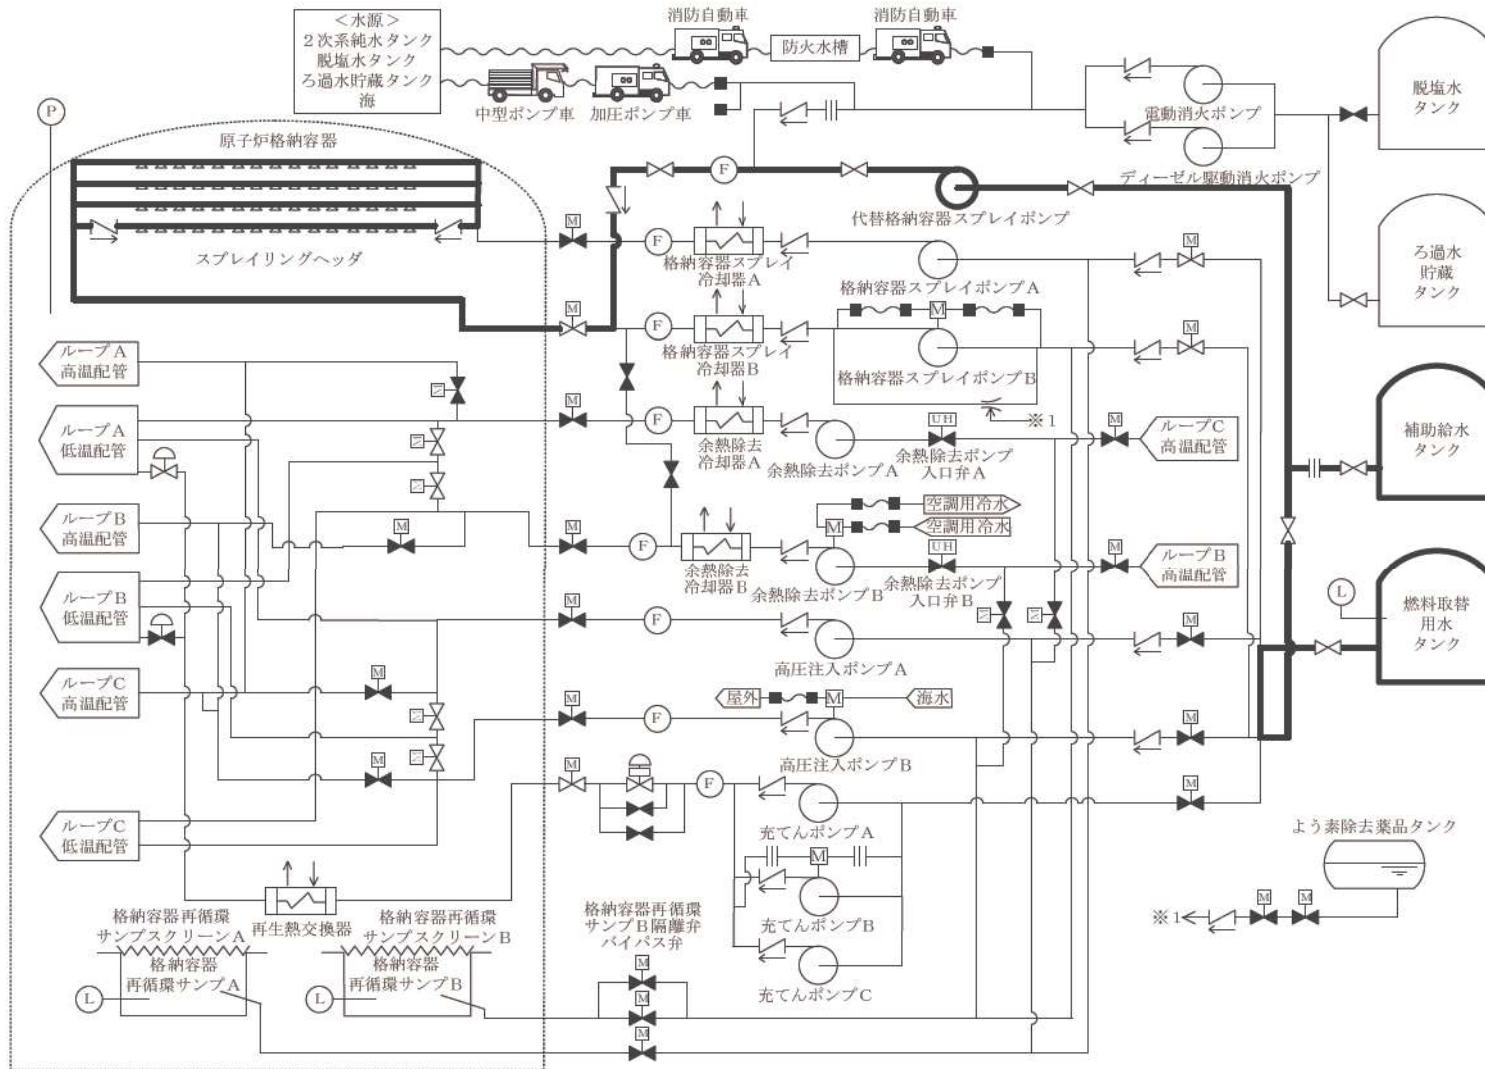 ＜水源＞
２次系純水タンク
脱塩水タンク
ろ過水貯蔵タンク
海
消防自動車
防火水槽
消防自動車
中型ポンプ車
加圧ポンプ車
電動消火ポンプ
ディーゼル駆動消火ポンプ
脱塩水
タンク
P
原子炉格納容器
スプレイリングヘッダ
F
代替格納容器スプレイポンプ
M
F
格納容器スプレイ
冷却器A
格納容器スプレイポンプA
M
ろ過水
貯蔵
タンク
M
F
格納容器スプレイ
冷却器B
M
格納容器スプレイポンプB
M
※1
ループA
高温配管
ループA
低温配管
M
F
余熱除去
冷却器A
余熱除去ポンプA
UH
余熱除去ポンプ
入口弁A
M
ループC
高温配管
補助給水
タンク
ループB
高温配管
M
M
F
余熱除去
冷却器B
空調用冷水
M
空調用冷水
余熱除去ポンプB
UH
余熱除去ポンプ
入口弁B
M
ループB
高温配管
ループB
低温配管
M
F
高圧注入ポンプA
M
L
燃料取替
用水
タンク
ループC
高温配管
M
M
F
屋外
M
海水
高圧注入ポンプB
M
M
M
F
充てんポンプA
M
ループC
低温配管
M
充てんポンプB
充てんポンプC
よう素除去薬品タンク
M
M
※1
再生熱交換器
格納容器再循環
サンプスクリーンA
格納容器
再循環サンプA
L
格納容器再循環
サンプスクリーンB
格納容器
再循環サンプB
L
格納容器再循環
サンプB隔離弁
バイパス弁
M
M
M